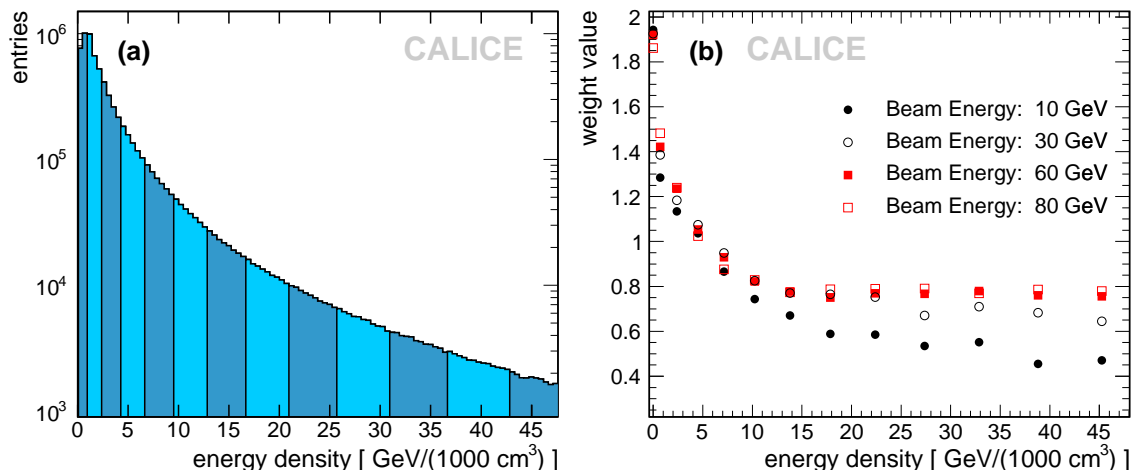 (a)
CALICE
entries
10^6
10^5
10^4
10^3
0 5 10 15 20 25 30 35 40 45
energy density [ GeV/(1000 cm^3) ]
(b)
CALICE
weight value
2
1.8
1.6
1.4
1.2
1
0.8
0.6
0.4
Beam Energy: 10 GeV
Beam Energy: 30 GeV
Beam Energy: 60 GeV
Beam Energy: 80 GeV
0 5 10 15 20 25 30 35 40 45
energy density [ GeV/(1000 cm^3) ]